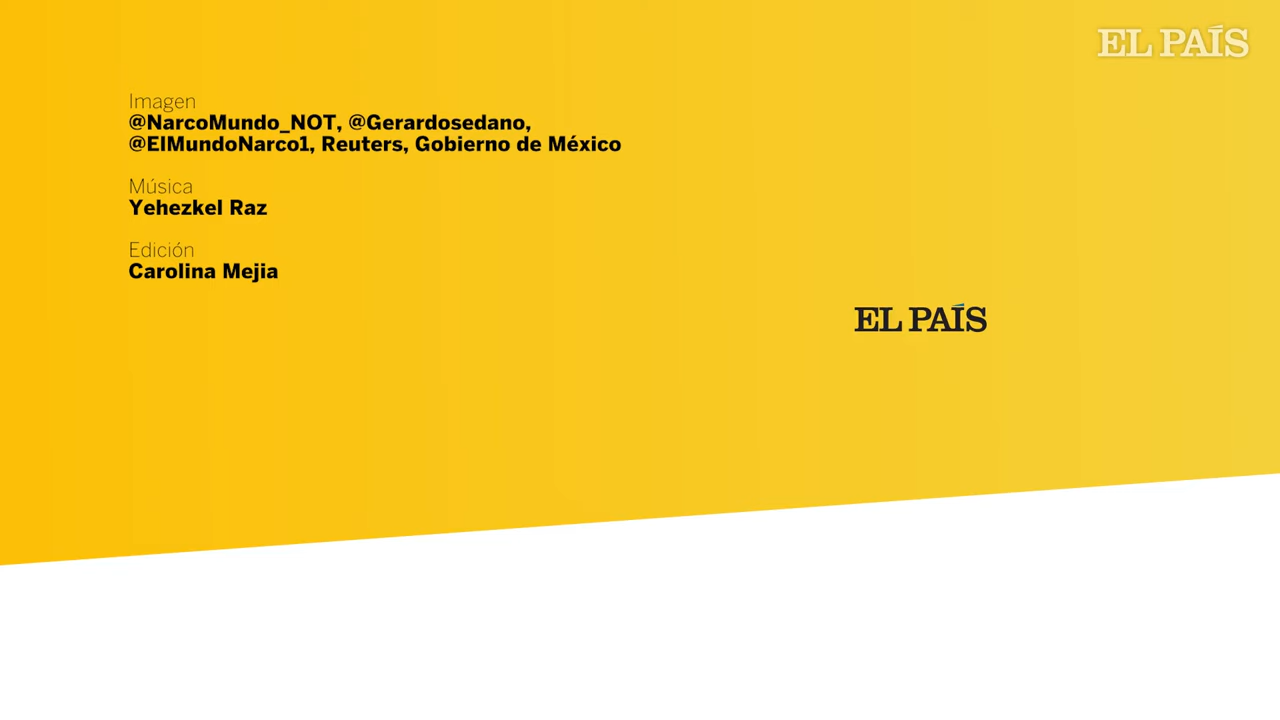 EL PAÍS
Imagen
@NarcoMundo_NOT, @Gerardosedano,
@ElMundoNarco1, Reuters, Gobierno de México
Música
Yehezkel Raz
Edición
Carolina Mejia
EL PAÍS